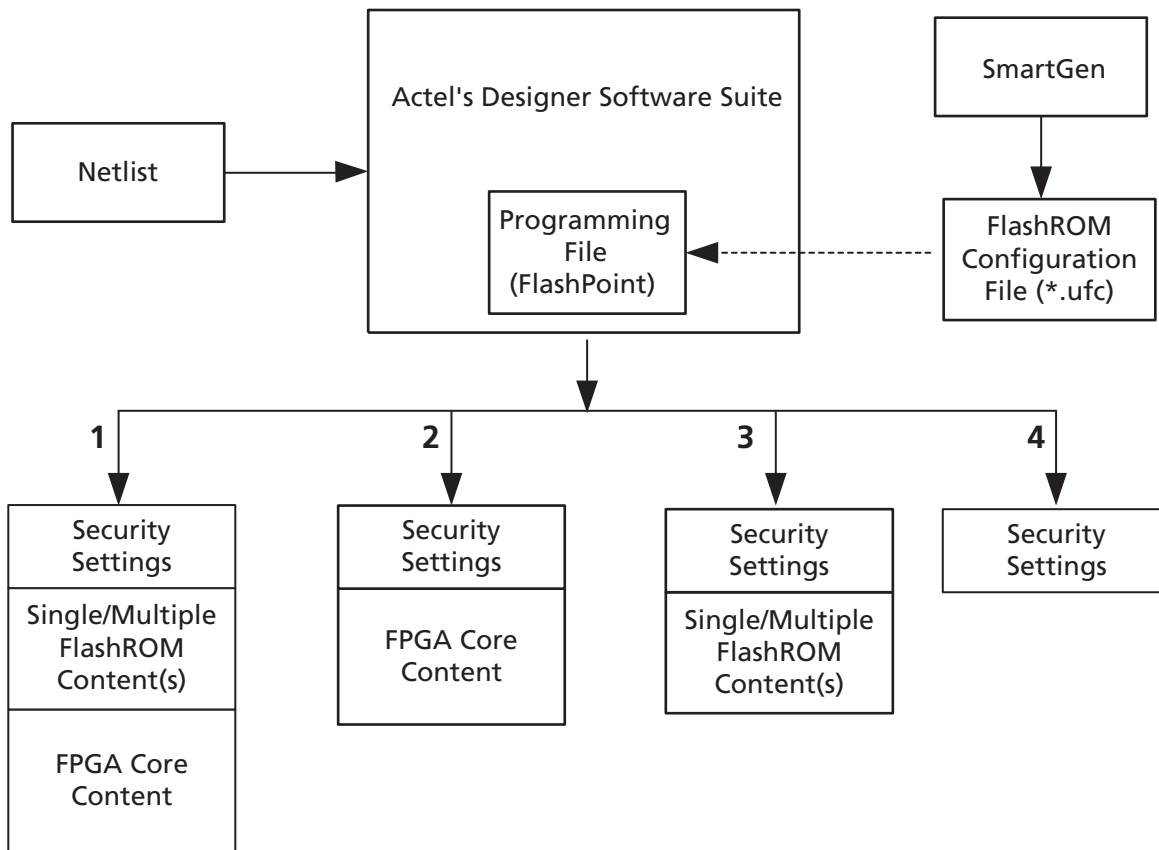 Actel's Designer Software Suite
SmartGen
Netlist
Programming
File
(FlashPoint)
FlashROM
Configuration
File (*.ufc)
1
2
3
4
Security
Settings
Single/Multiple
FlashROM
Content(s)
FPGA Core
Content
Security
Settings
FPGA Core
Content
Security
Settings
Single/Multiple
FlashROM
Content(s)
Security
Settings